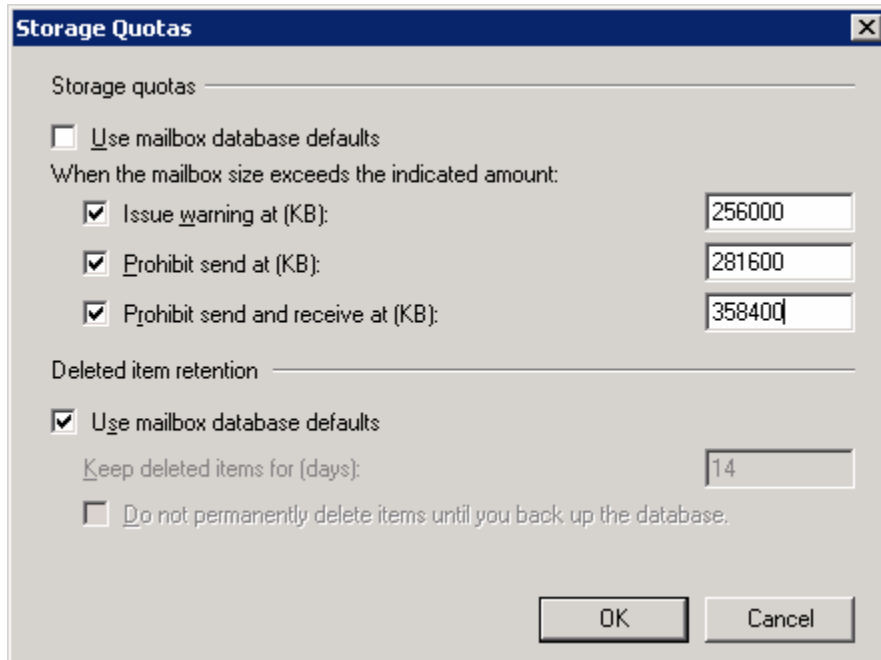 Storage Quotas
Storage quotas
Use mailbox database defaults
When the mailbox size exceeds the indicated amount:
Issue warning at (KB): 256000
Prohibit send at (KB): 281600
Prohibit send and receive at (KB): 358400
Deleted item retention
Use mailbox database defaults
Keep deleted items for (days): 14
Do not permanently delete items until you back up the database.
OK Cancel